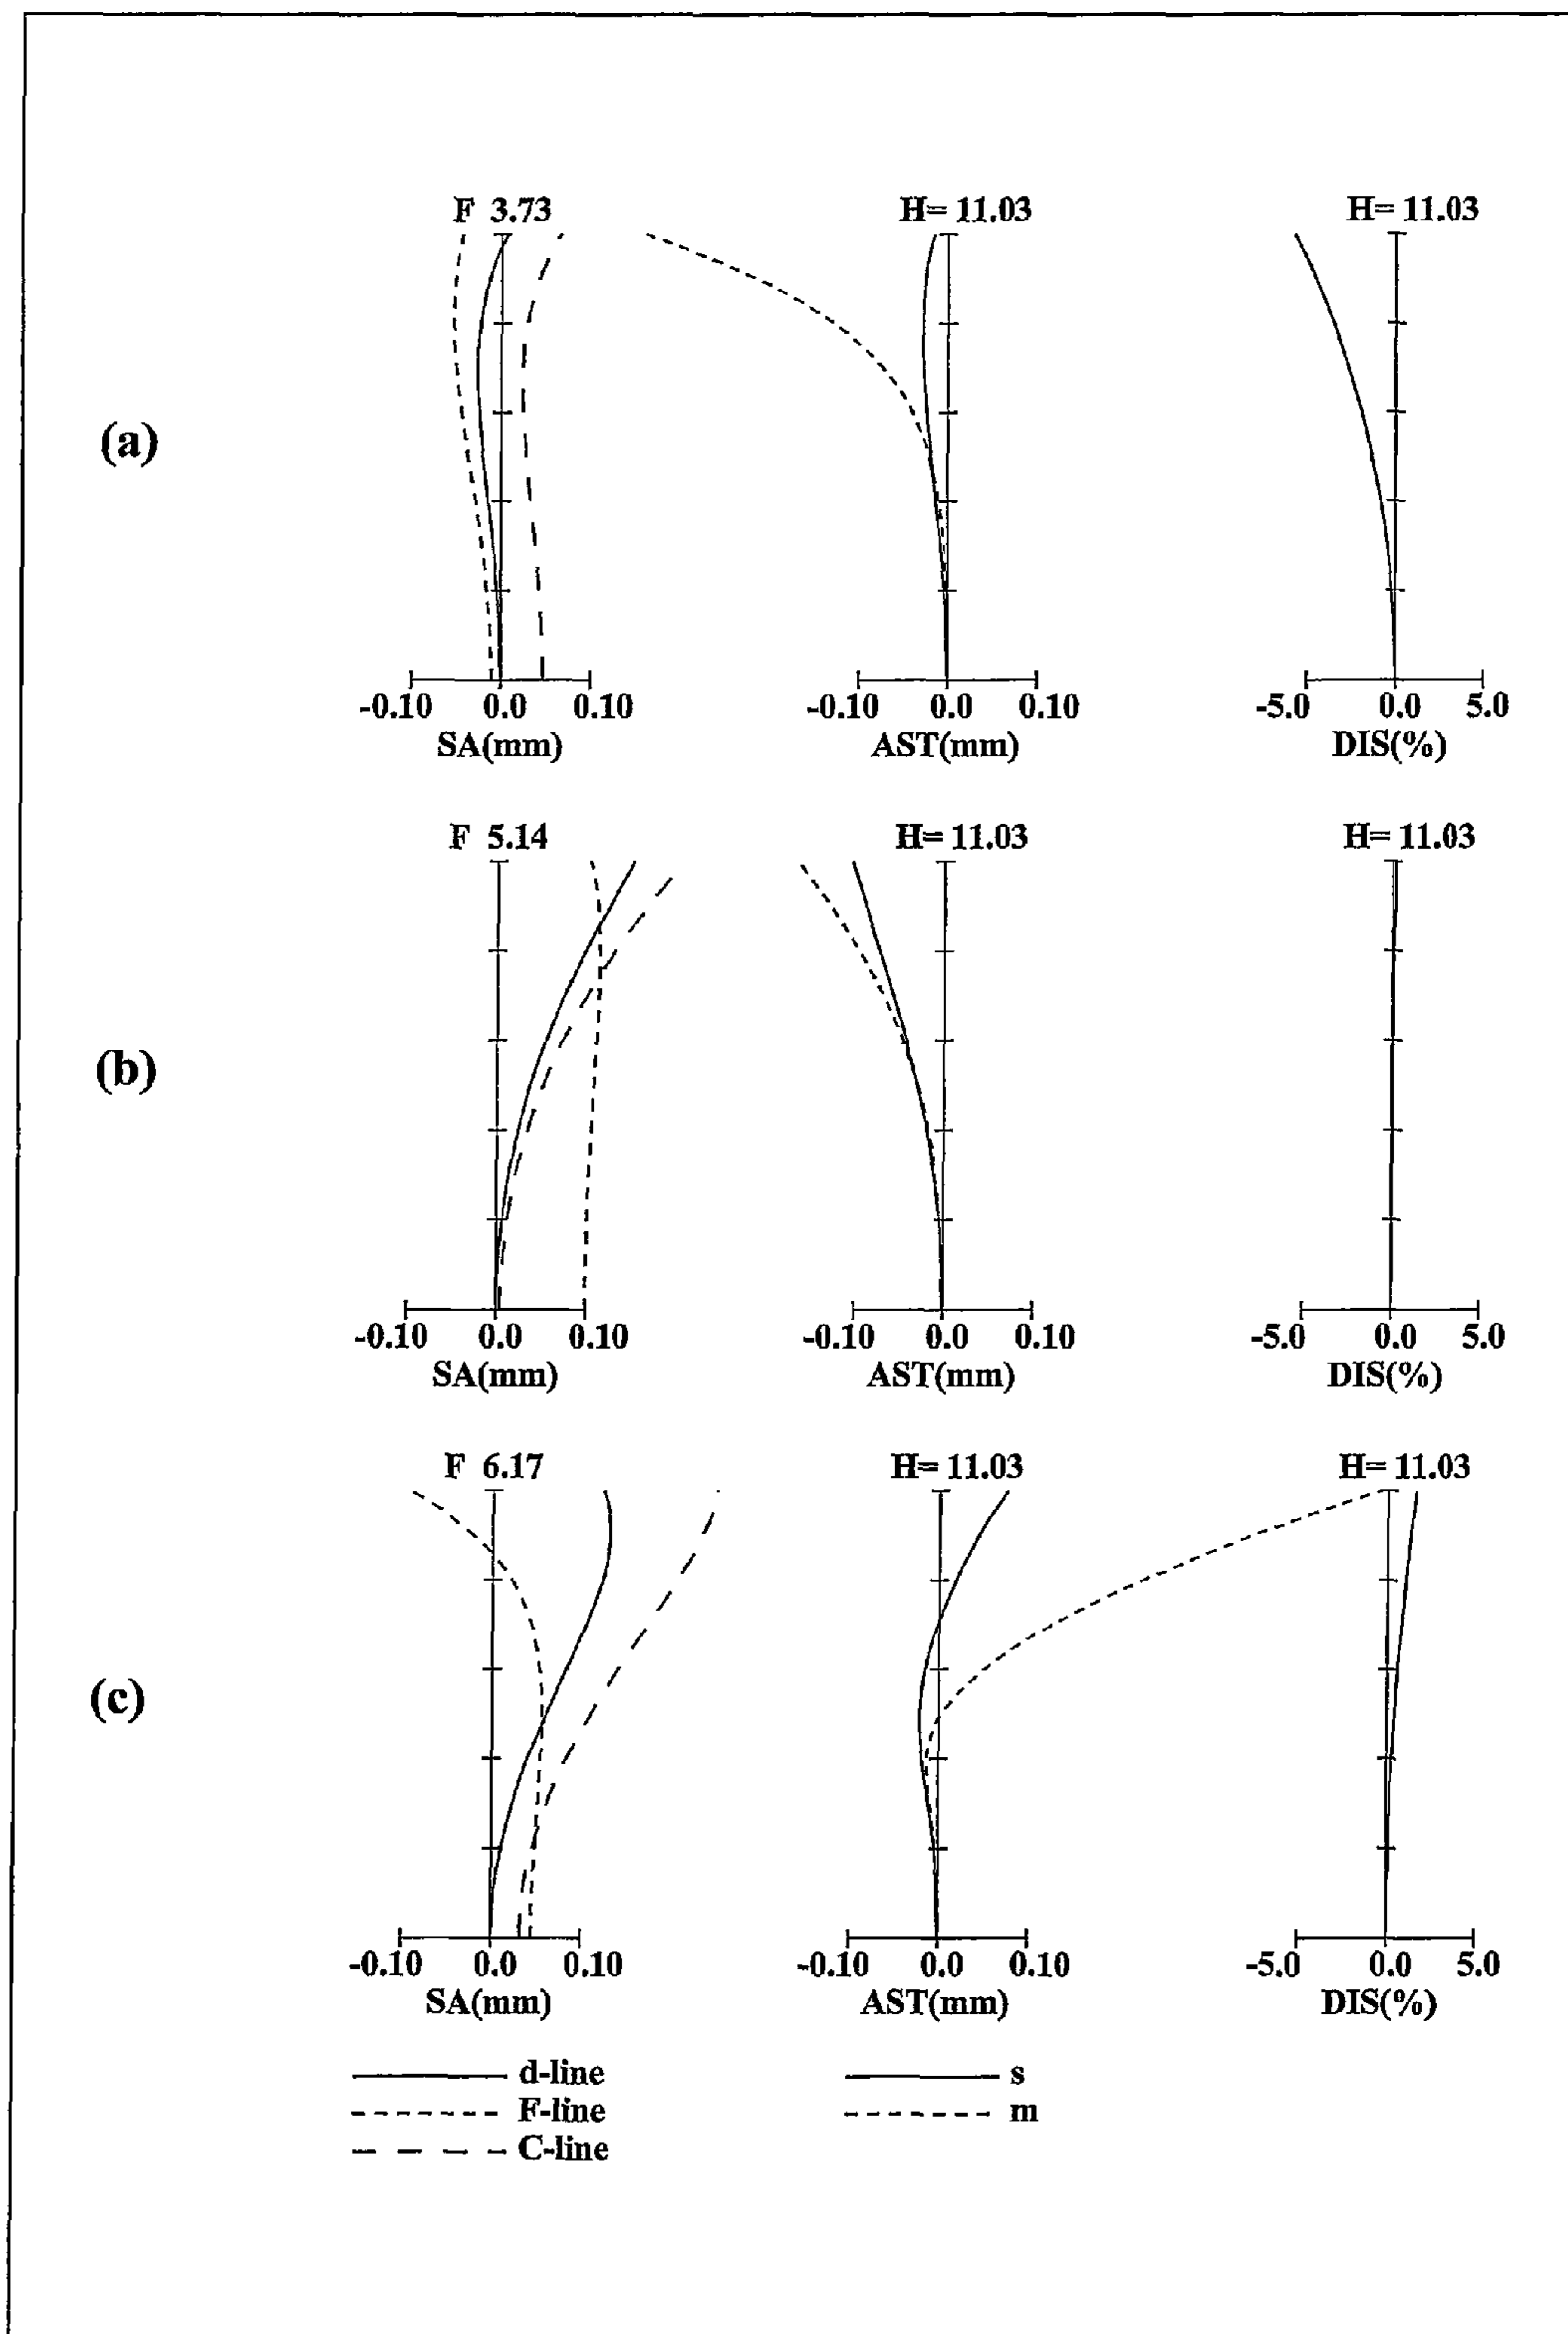 F 3.73 H= 11.03 H= 11.03
(a)
-0.10 0.0 0.10 -0.10 0.0 0.10 -5.0 0.0 5.0
SA(mm) AST(mm) DIS(%)
F 5.14 H= 11.03 H= 11.03
(b)
-0.10 0.0 0.10 -0.10 0.0 0.10 -5.0 0.0 5.0
SA(mm) AST(mm) DIS(%)
F 6.17 H= 11.03 H= 11.03
(c)
-0.10 0.0 0.10 -0.10 0.0 0.10 -5.0 0.0 5.0
SA(mm) AST(mm) DIS(%)
d-line s
F-line m
C-line